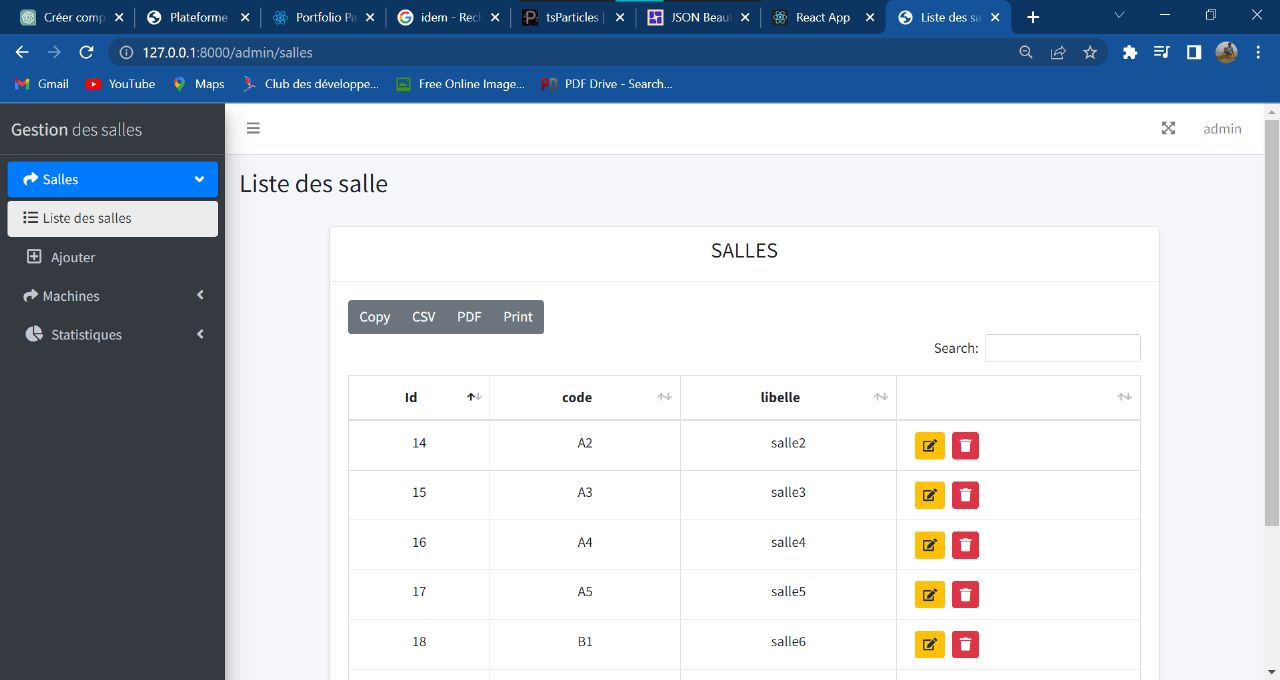 Créer comp
Plateforme
Portfolio Pa
idem - Rech
tsParticles |
JSON Beaut
React App
Liste des sa
127.0.0.1:8000/admin/salles
Gmail
YouTube
Maps
Club des développe...
Free Online Image...
PDF Drive - Search...
Gestion des salles
admin
Salles
Liste des salles
Ajouter
Machines
Statistiques
Liste des salle
SALLES
Copy CSV PDF Print
Search:
Id code libelle
14 A2 salle2
15 A3 salle3
16 A4 salle4
17 A5 salle5
18 B1 salle6